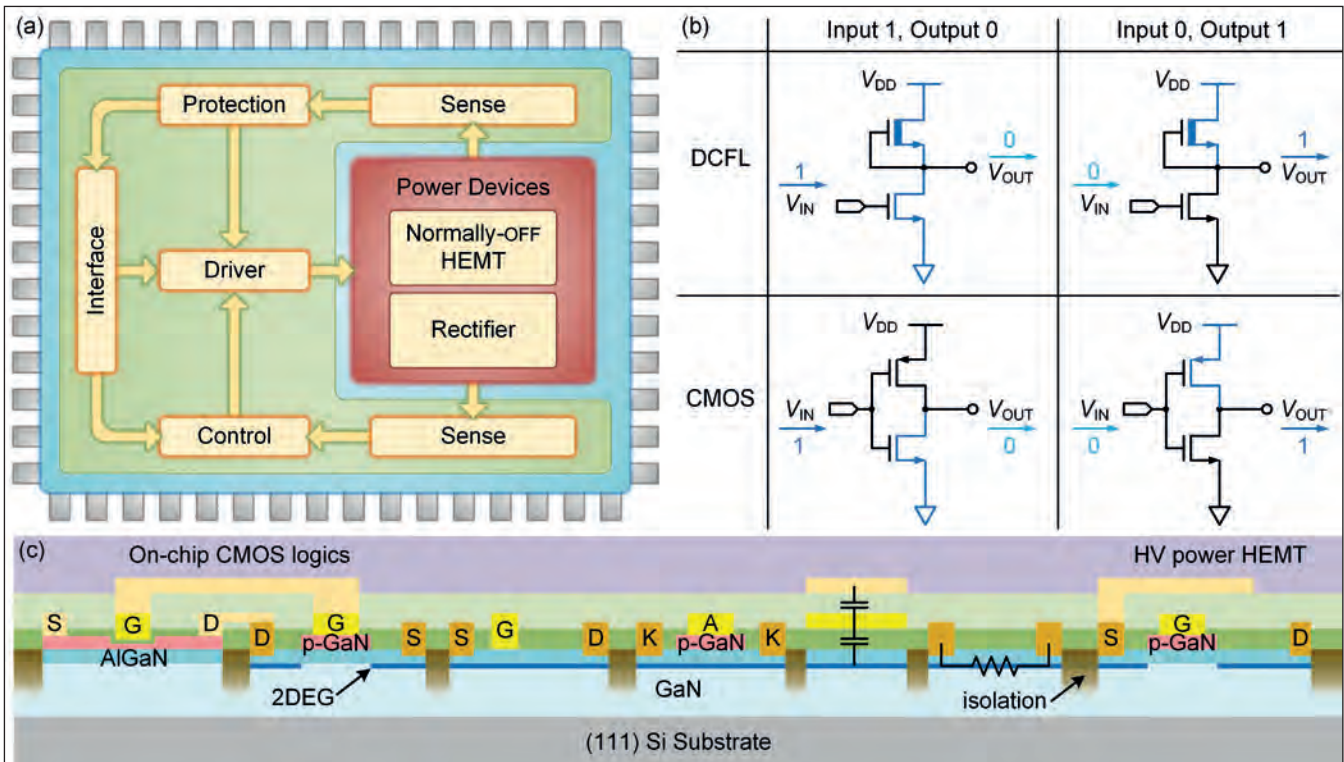 (a)
Protection
Sense
Interface
Power Devices
Normally-OFF
HEMT
Driver
Rectifier
Control
Sense
(b)
Input 1, Output 0
Input 0, Output 1
DCFL
VDD
1
VIN
0
VOUT
VDD
0
VIN
1
VOUT
CMOS
VDD
VIN
1
VOUT
0
VDD
VIN
0
VOUT
1
(c)
On-chip CMOS logics
HV power HEMT
S
G
D
D
G
S
S
G
D
K
A
K
S
G
D
p-GaN
p-GaN
p-GaN
AlGaN
2DEG
GaN
isolation
(111) Si Substrate